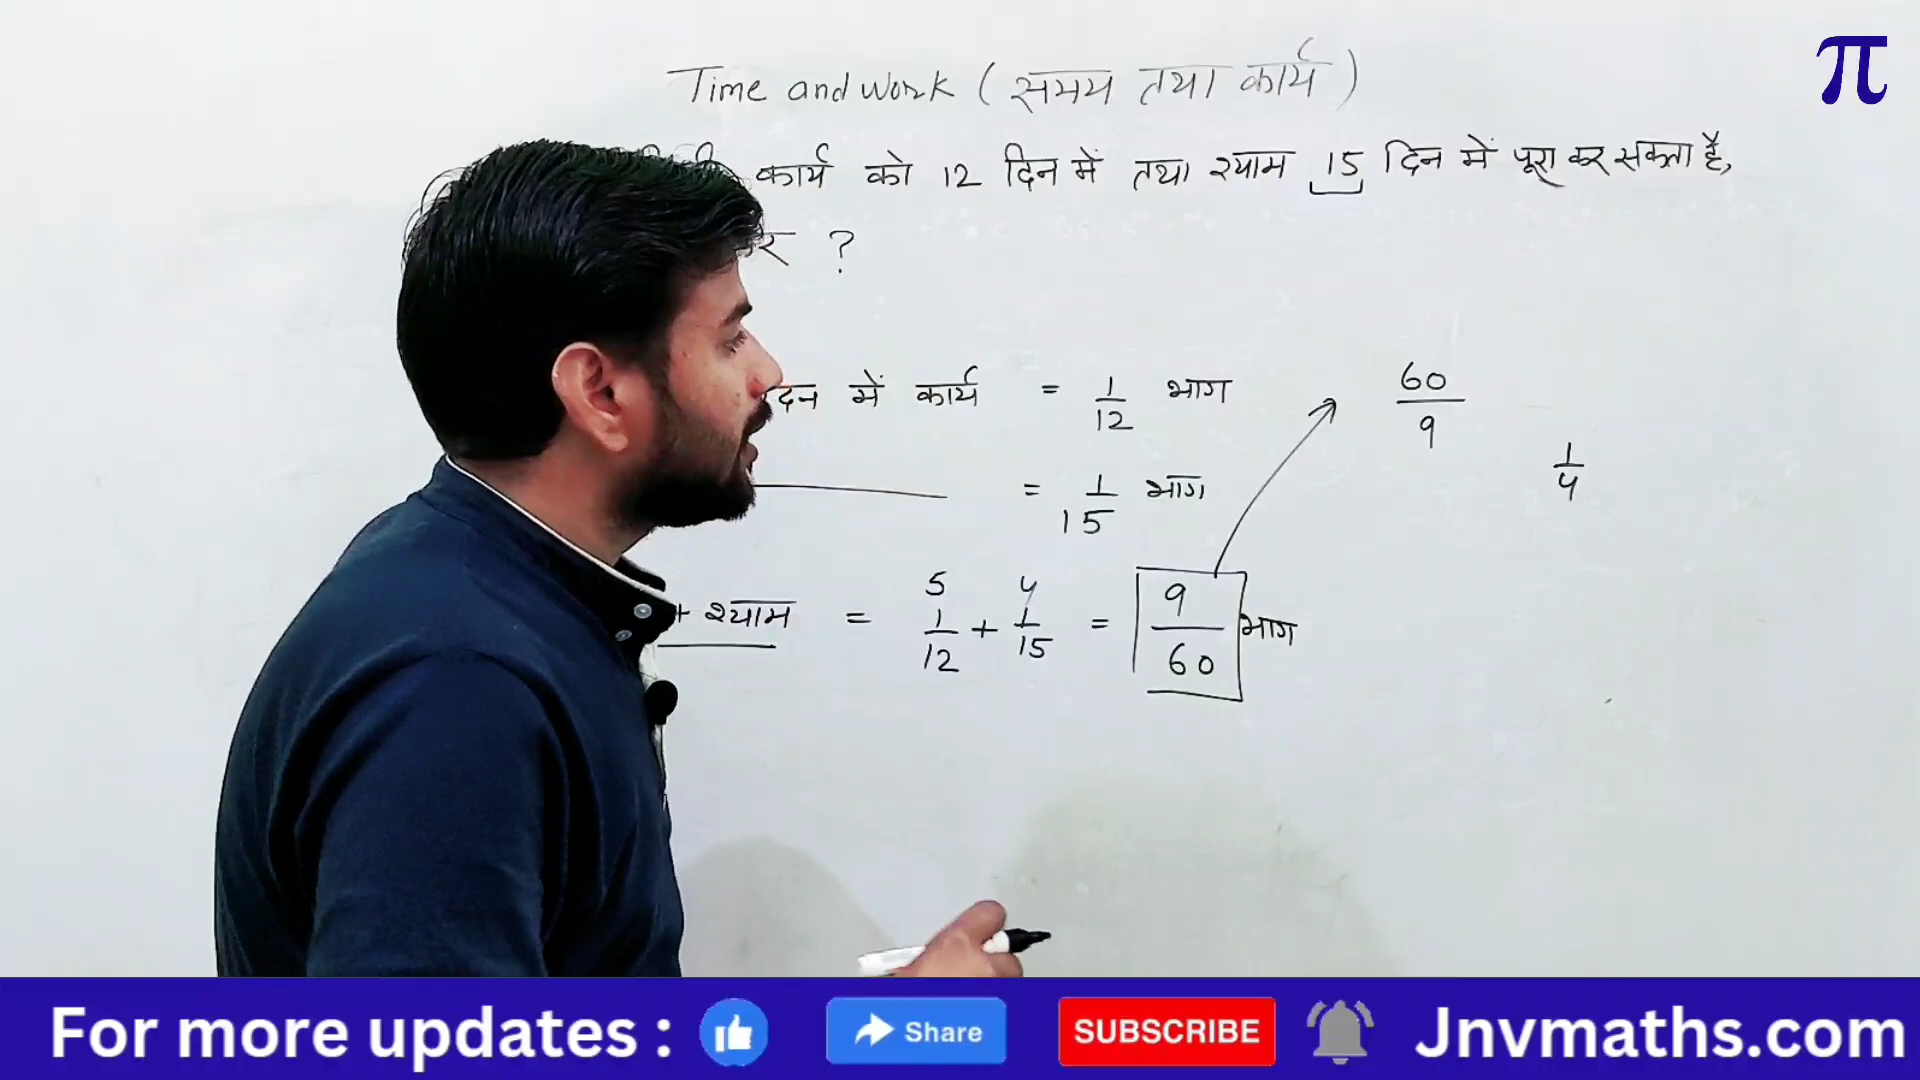 Time and Work ( समय तथा कार्य )
π
कार्य को 12 दिन में तथा श्याम 15 दिन में पूरा कर सकता है,
?
में कार्य = 1/12 भाग
= 1/15 भाग
60/9
1/4
5 4
+ श्याम = 1/12 + 1/15 = 9/60 भाग
For more updates : Share SUBSCRIBE Jnvmaths.com